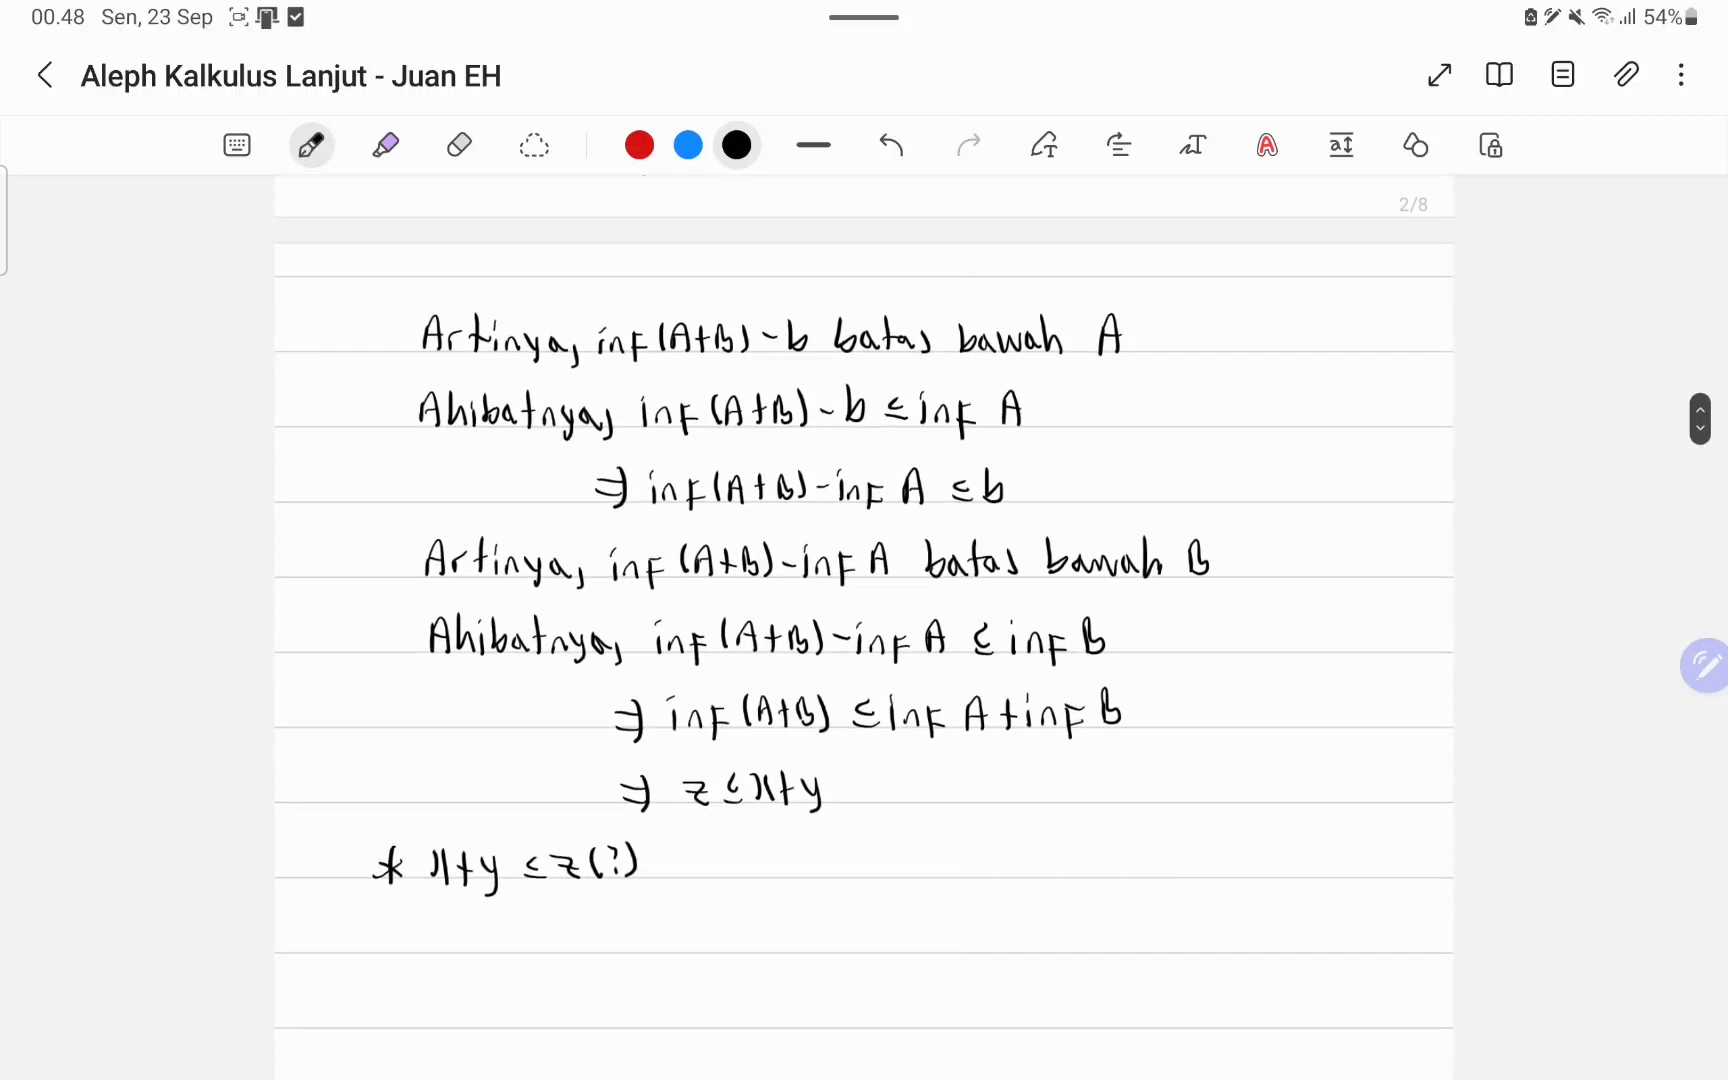 00.48 Sen, 23 Sep
54%
Aleph Kalkulus Lanjut - Juan EH
2/8
Artinya, inf(A+B)-b batas bawah A
Akibatnya, inf(A+B)-b ≤ inf A
⇒ inf(A+B)-inf A ≤ b
Artinya, inf(A+B)-inf A batas bawah B
Akibatnya, inf(A+B)-inf A ≤ inf B
⇒ inf(A+B) ≤ inf A + inf B
⇒ z ≤ x+y
* x+y ≤ z(?)